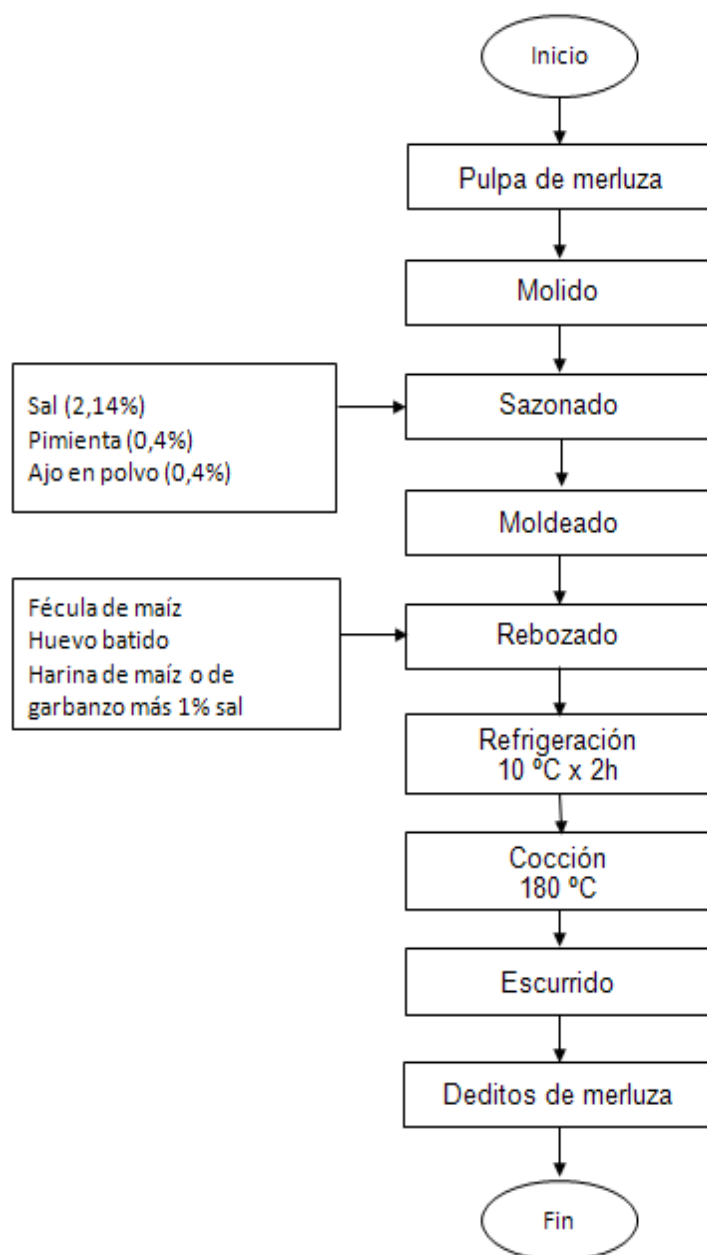 Inicio
Pulpa de merluza
Molido
Sal (2,14%)
Pimienta (0,4%)
Ajo en polvo (0,4%)
Sazonado
Moldeado
Fécula de maíz
Huevo batido
Harina de maíz o de
garbanzo más 1% sal
Rebozado
Refrigeración
10 ºC x 2h
Cocción
180 ºC
Escurrido
Deditos de merluza
Fin